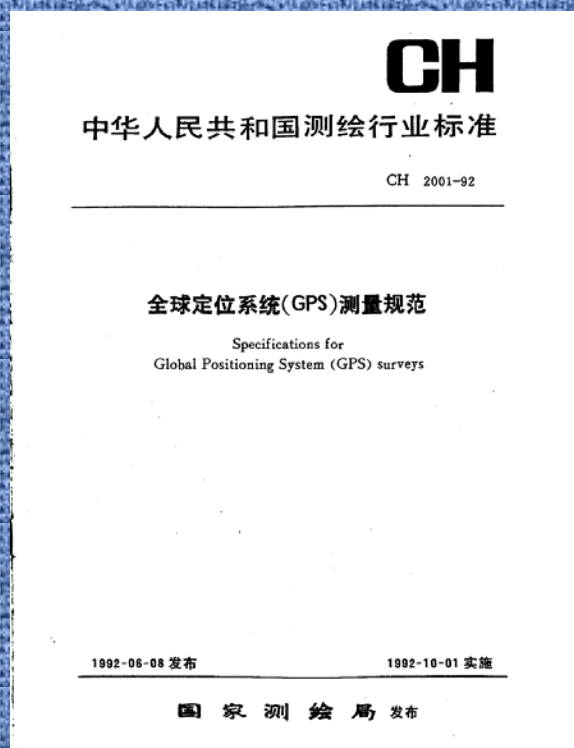 CH
中华人民共和国测绘行业标准
CH 2001-92
全球定位系统(GPS)测量规范
Specifications for
Global Positioning System (GPS) surveys
1992-06-08 发布 1992-10-01 实施
国家测绘局 发布